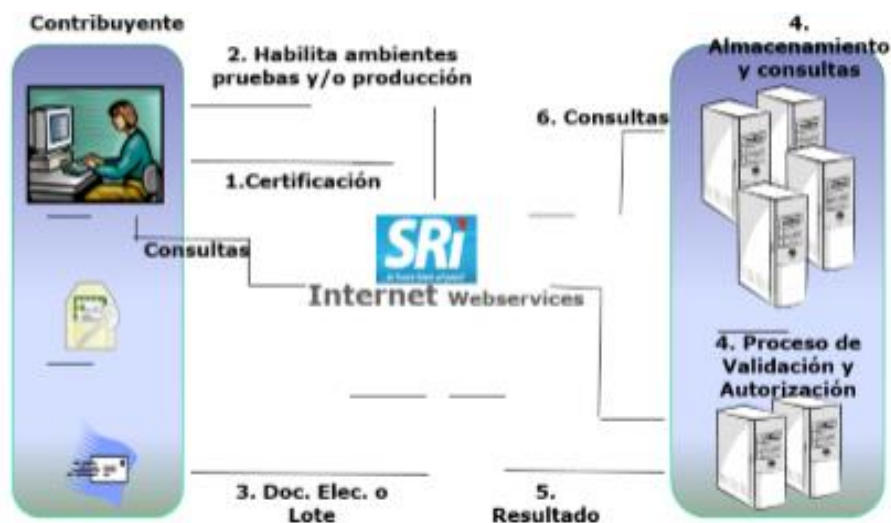 Contribuyente
2. Habilita ambientes
pruebas y/o producción
1.Certificación
Consultas
SRi
Internet Webservices
3. Doc. Elec. o
Lote
5.
Resultado
6. Consultas
4.
Almacenamiento
y consultas
4. Proceso de
Validación y
Autorización